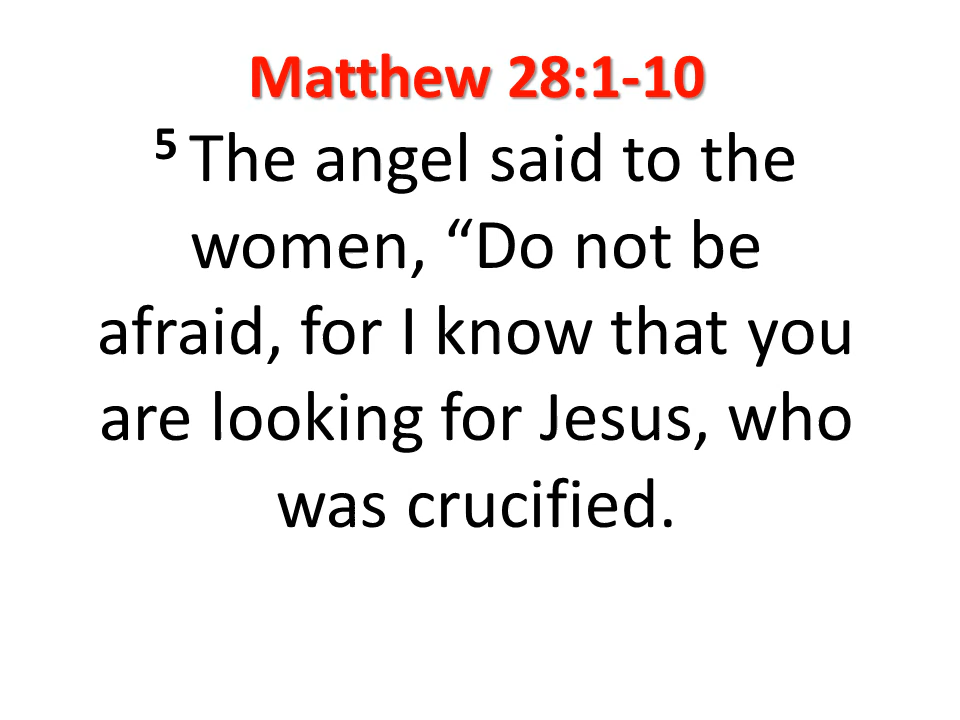 Matthew 28:1-10
5 The angel said to the
women, “Do not be
afraid, for I know that you
are looking for Jesus, who
was crucified.